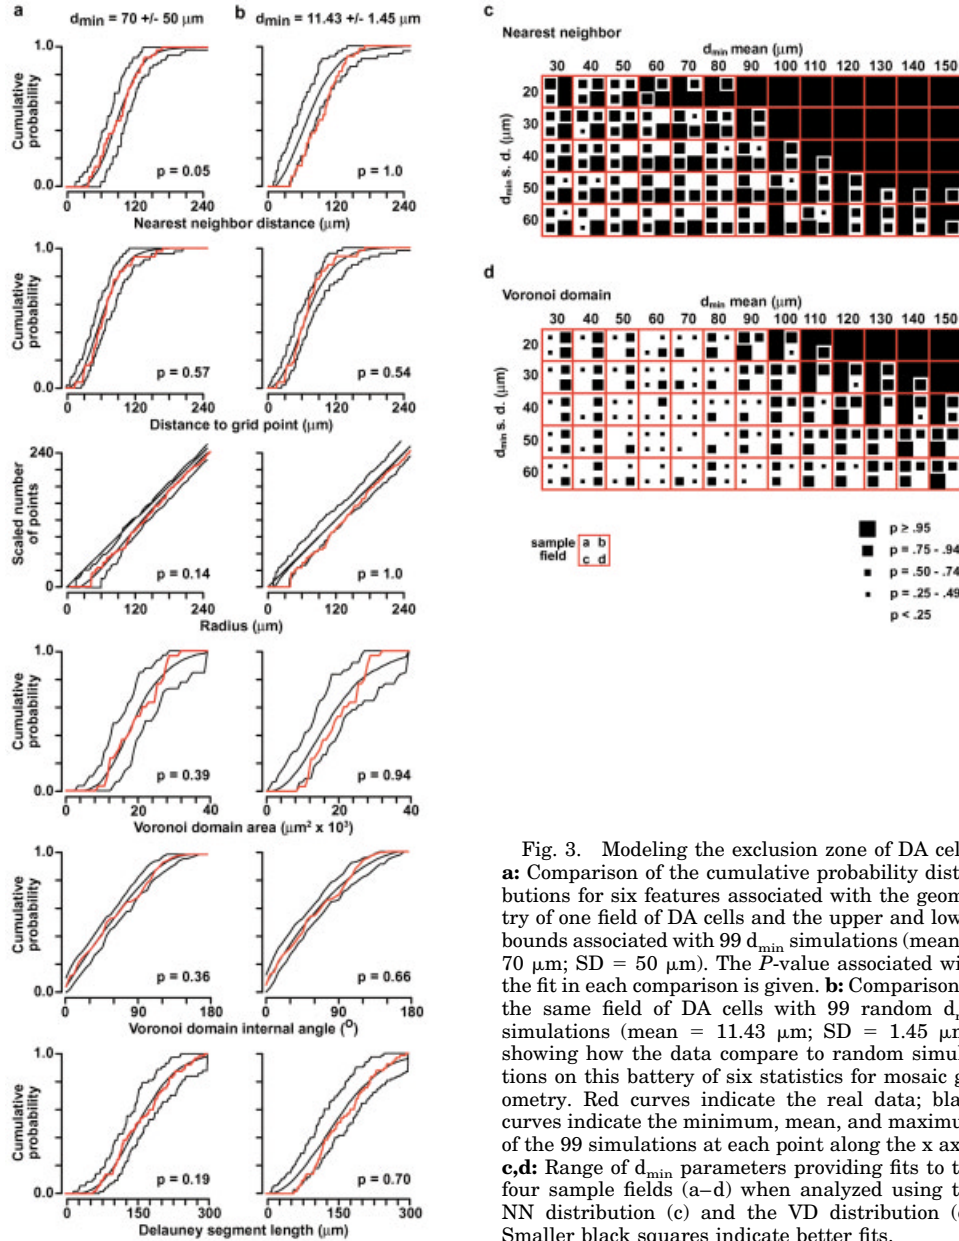 a
d_min = 70 +/- 50 μm
b
d_min = 11.43 +/- 1.45 μm
Cumulative probability
1.0
0.0
p = 0.05
p = 1.0
0 120 240
0 120 240
Nearest neighbor distance (μm)
Cumulative probability
1.0
0.0
p = 0.57
p = 0.54
0 120 240
0 120 240
Distance to grid point (μm)
Scaled number of points
240
0
p = 0.14
p = 1.0
0 120 240
0 120 240
Radius (μm)
Cumulative probability
1.0
0.0
p = 0.39
p = 0.94
0 20 40
0 20 40
Voronoi domain area (μm² x 10³)
Cumulative probability
1.0
0.0
p = 0.36
p = 0.66
0 90 180
0 90 180
Voronoi domain internal angle (O)
Cumulative probability
1.0
0.0
p = 0.19
p = 0.70
0 150 300
0 150 300
Delauney segment length (μm)
c
Nearest neighbor
d_min mean (μm)
30 40 50 60 70 80 90 100 110 120 130 140 150
d_min s. d. (μm)
20
30
40
50
60
d
Voronoi domain
d_min mean (μm)
30 40 50 60 70 80 90 100 110 120 130 140 150
d_min s. d. (μm)
20
30
40
50
60
sample field
a b
c d
p ≥ .95
p = .75 - .94
p = .50 - .74
p = .25 - .49
p < .25
Fig. 3. Modeling the exclusion zone of DA cel
a: Comparison of the cumulative probability dist
butions for six features associated with the geom
try of one field of DA cells and the upper and low
bounds associated with 99 d_min simulations (mean
70 μm; SD = 50 μm). The P-value associated wi
the fit in each comparison is given. b: Comparison
the same field of DA cells with 99 random d
simulations (mean = 11.43 μm; SD = 1.45 μm
showing how the data compare to random simul
tions on this battery of six statistics for mosaic g
ometry. Red curves indicate the real data; bla
curves indicate the minimum, mean, and maximu
of the 99 simulations at each point along the x ax
c,d: Range of d_min parameters providing fits to t
four sample fields (a–d) when analyzed using t
NN distribution (c) and the VD distribution (
Smaller black squares indicate better fits.